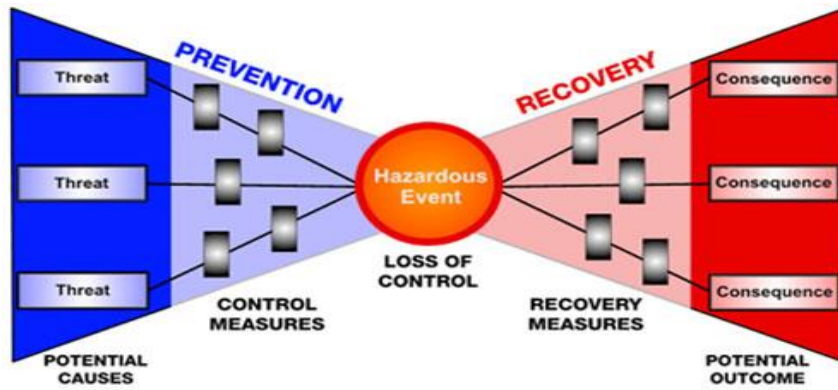 PREVENTION
RECOVERY
Threat
Consequence
Threat
Hazardous
Event
Consequence
Threat
Consequence
LOSS OF
CONTROL
CONTROL
MEASURES
RECOVERY
MEASURES
POTENTIAL
CAUSES
POTENTIAL
OUTCOME